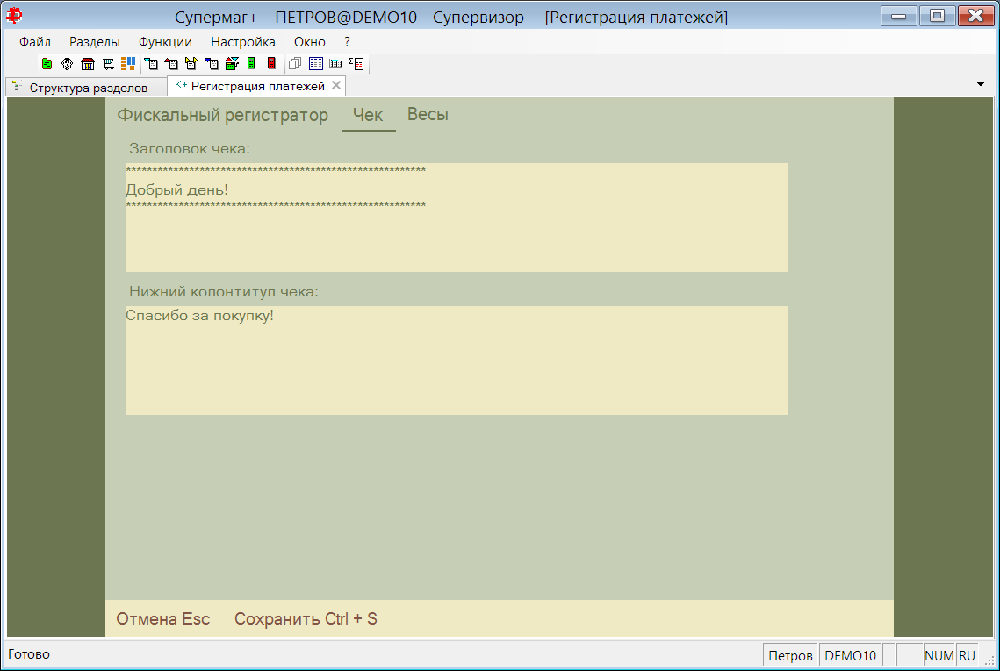 Супермаг+ - ПЕТРОВ@DEMO10 - Супервизор - [Регистрация платежей]
Файл Разделы Функции Настройка Окно ?
Структура разделов K+ Регистрация платежей
Фискальный регистратор Чек Весы
Заголовок чека:
*********************************************************
Добрый день!
*********************************************************
Нижний колонтитул чека:
Спасибо за покупку!
Отмена Esc Сохранить Ctrl + S
Готово Петров DEMO10 NUM RU